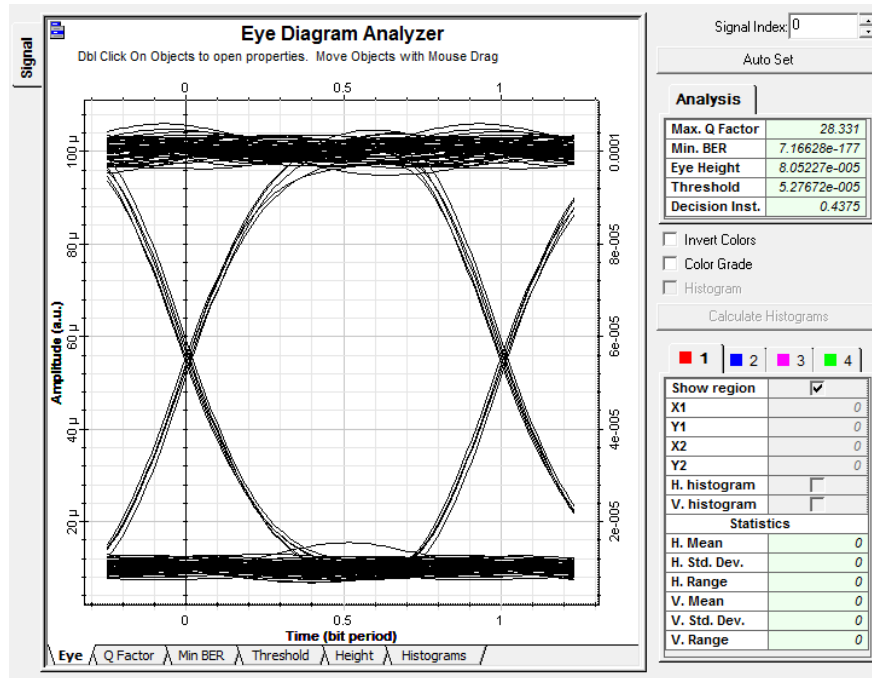 Signal
Eye Diagram Analyzer
Dbl Click On Objects to open properties. Move Objects with Mouse Drag
0 0.5 1
100 µ
80 µ
60 µ
40 µ
20 µ
Amplitude (a.u.)
0.0001
8e-005
6e-005
4e-005
2e-005
0 0.5 1
Time (bit period)
Eye Q Factor Min BER Threshold Height Histograms
Signal Index: 0
Auto Set
Analysis
Max. Q Factor 28.331
Min. BER 7.16628e-177
Eye Height 8.05227e-005
Threshold 5.27672e-005
Decision Inst. 0.4375
Invert Colors
Color Grade
Histogram
Calculate Histograms
1 2 3 4
Show region
X1 0
Y1 0
X2 0
Y2 0
H. histogram
V. histogram
Statistics
H. Mean 0
H. Std. Dev. 0
H. Range 0
V. Mean 0
V. Std. Dev. 0
V. Range 0